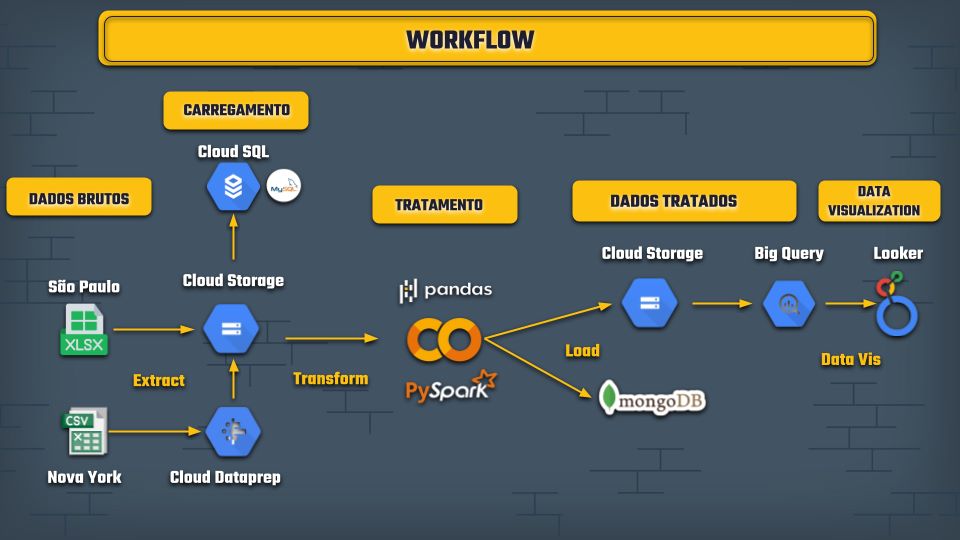 WORKFLOW
CARREGAMENTO
Cloud SQL
MySQL
DADOS BRUTOS
TRATAMENTO
DADOS TRATADOS
DATA
VISUALIZATION
Cloud Storage
Big Query
Looker
São Paulo
Cloud Storage
pandas
XLSX
Extract
Transform
Load
Data Vis
PySpark
mongoDB
CSV
Nova York
Cloud Dataprep